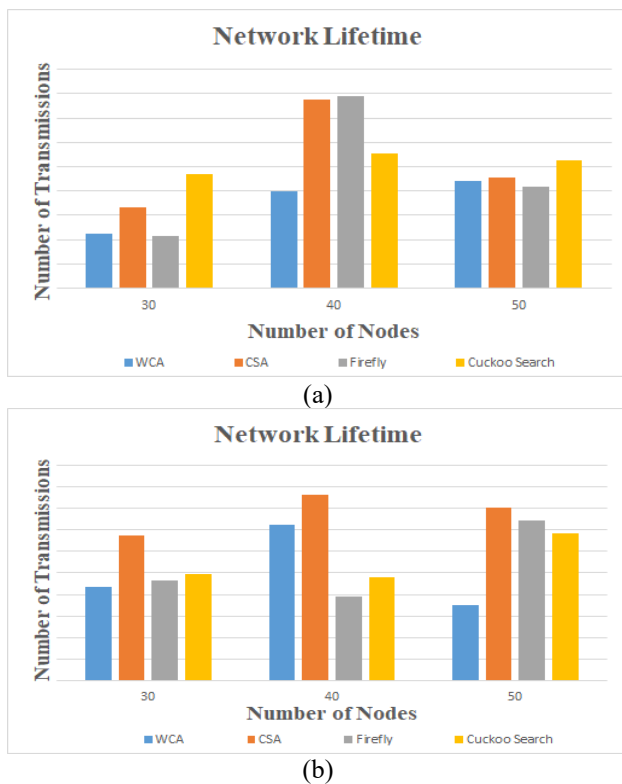 Network Lifetime
Number of Transmissions
30 40 50
Number of Nodes
WCA CSA Firefly Cuckoo Search
(a)
Network Lifetime
Number of Transmissions
30 40 50
Number of Nodes
WCA CSA Firefly Cuckoo Search
(b)